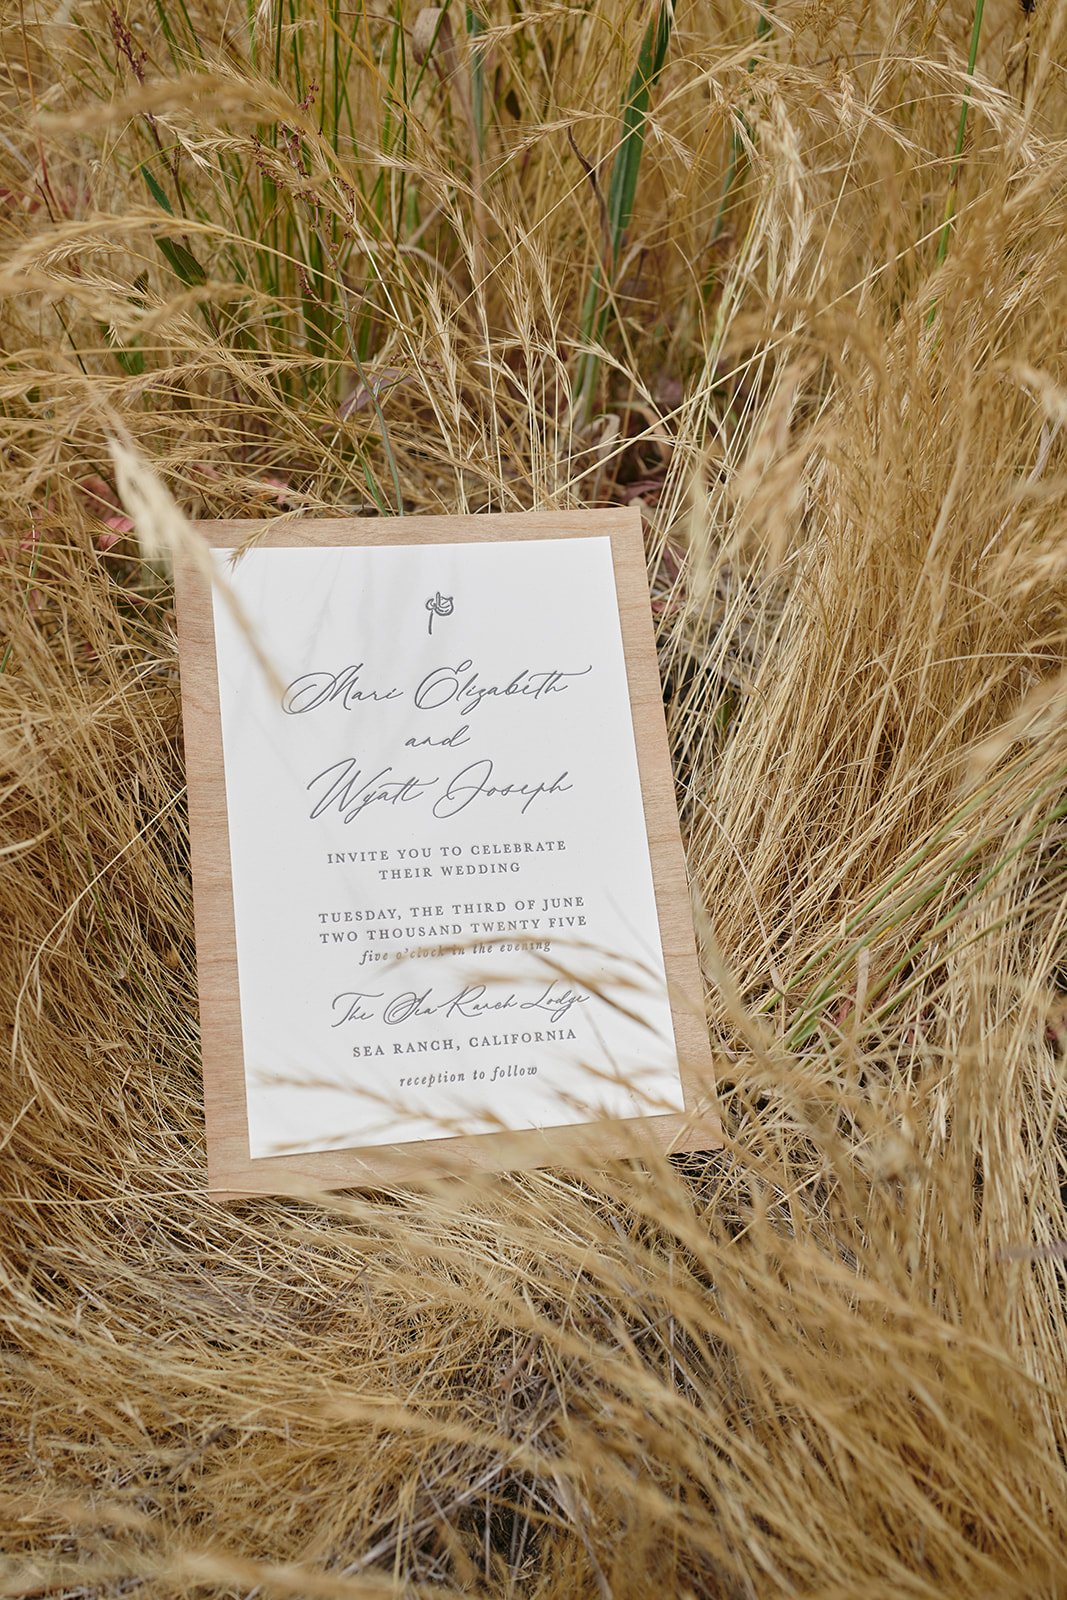 Mari Elizabeth
and
Wyatt Joseph
INVITE YOU TO CELEBRATE
THEIR WEDDING
TUESDAY, THE THIRD OF JUNE
TWO THOUSAND TWENTY FIVE
five o'clock in the evening
The Sea Ranch Lodge
SEA RANCH, CALIFORNIA
reception to follow